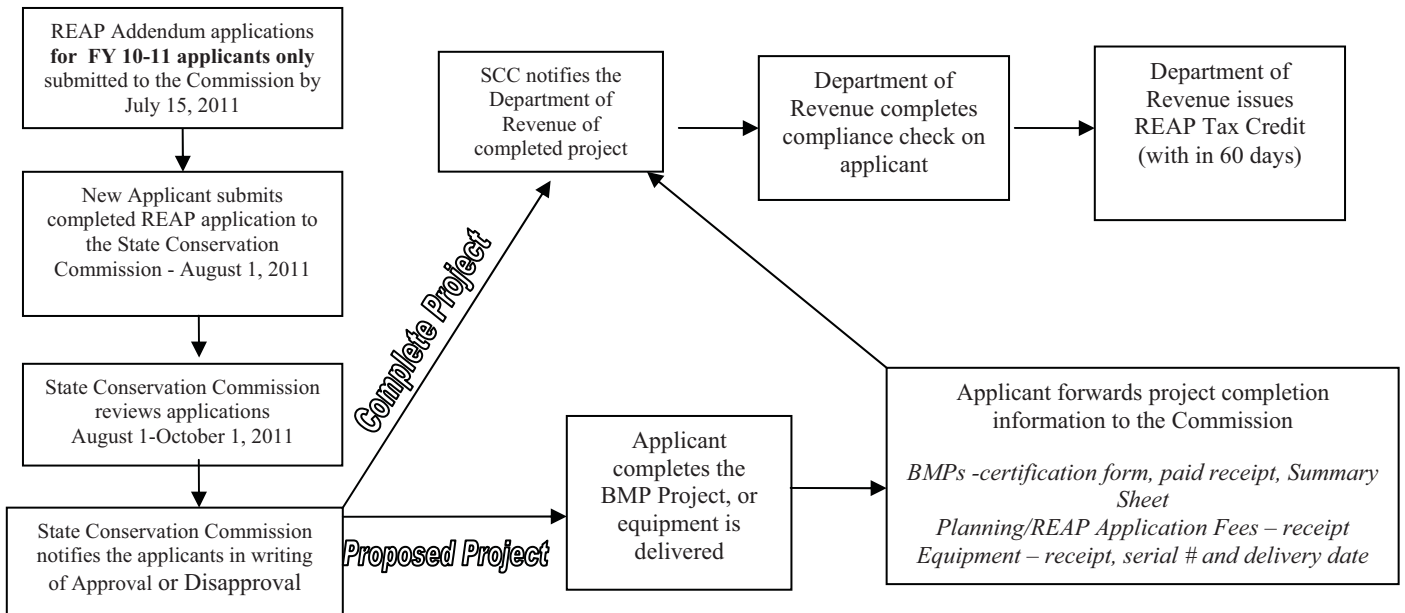 REAP Addendum applications
for FY 10-11 applicants only
submitted to the Commission by
July 15, 2011
New Applicant submits
completed REAP application to
the State Conservation
Commission - August 1, 2011
State Conservation Commission
reviews applications
August 1-October 1, 2011
State Conservation Commission
notifies the applicants in writing
of Approval or Disapproval
Complete Project
Proposed Project
Applicant
completes the
BMP Project, or
equipment is
delivered
Applicant forwards project completion
information to the Commission
BMPs -certification form, paid receipt, Summary
Sheet
Planning/REAP Application Fees – receipt
Equipment – receipt, serial # and delivery date
SCC notifies the
Department of
Revenue of
completed project
Department of
Revenue completes
compliance check on
applicant
Department of
Revenue issues
REAP Tax Credit
(with in 60 days)